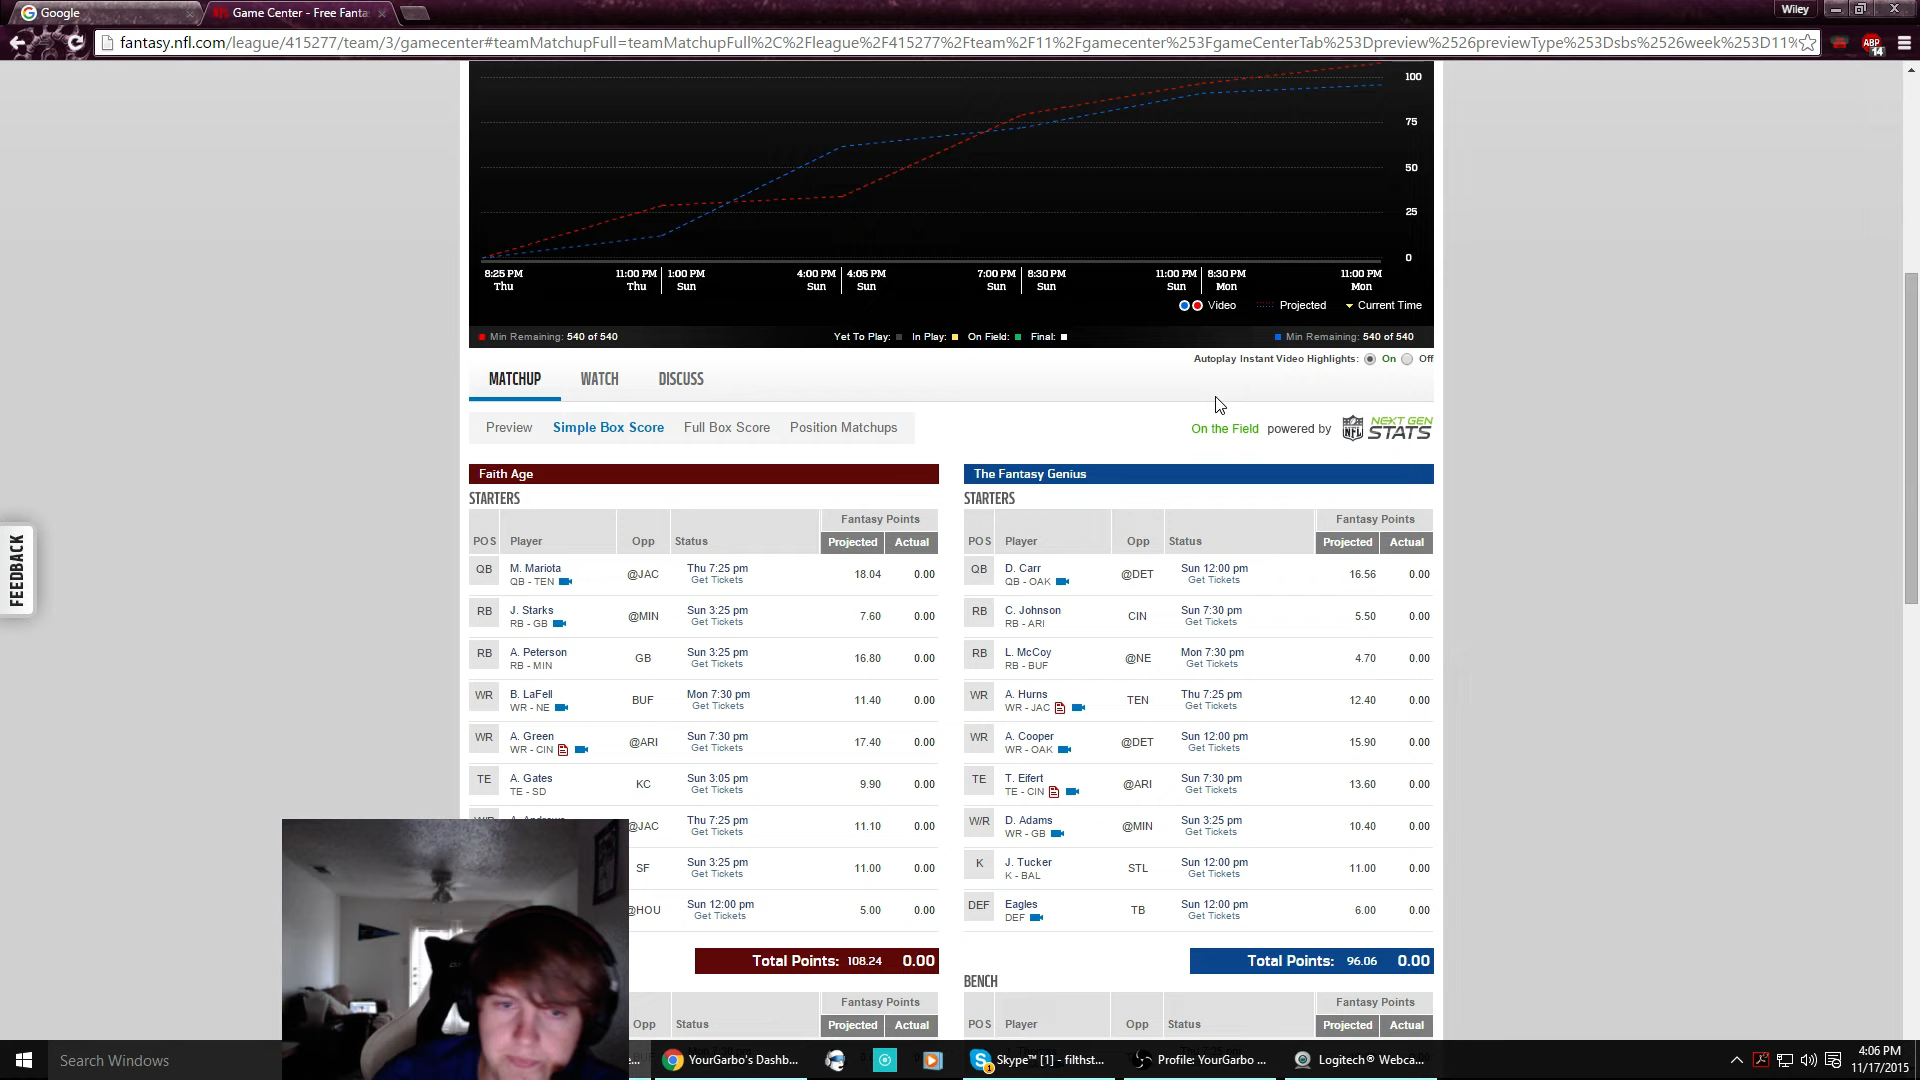 Google
Game Center - Free Fanta
Wiley
fantasy.nfl.com/league/415277/team/3/gamecenter#teamMatchupFull=teamMatchupFull%2C%2Fleague%2F415277%2Fteam%2F11%2Fgamecenter%253FgameCenterTab%253Dpreview%2526previewType%253Dsbs%2526week%253D11%
ABP
14
100
75
50
25
0
8:25 PM Thu
11:00 PM Thu
1:00 PM Sun
4:00 PM Sun
4:05 PM Sun
7:00 PM Sun
8:30 PM Sun
11:00 PM Sun
8:30 PM Mon
11:00 PM Mon
Video Projected Current Time
Min Remaining: 540 of 540
Yet To Play: In Play: On Field: Final:
Min Remaining: 540 of 540
Autoplay Instant Video Highlights: On Off
MATCHUP WATCH DISCUSS
Preview Simple Box Score Full Box Score Position Matchups
On the Field powered by NFL NEXT GEN STATS
FEEDBACK
Faith Age
STARTERS
Fantasy Points
POS Player Opp Status Projected Actual
QB M. Mariota @JAC Thu 7:25 pm 18.04 0.00
QB - TEN Get Tickets
RB J. Starks @MIN Sun 3:25 pm 7.60 0.00
RB - GB Get Tickets
RB A. Peterson GB Sun 3:25 pm 16.80 0.00
RB - MIN Get Tickets
WR B. LaFell BUF Mon 7:30 pm 11.40 0.00
WR - NE Get Tickets
WR A. Green @ARI Sun 7:30 pm 17.40 0.00
WR - CIN Get Tickets
TE A. Gates KC Sun 3:05 pm 9.90 0.00
TE - SD Get Tickets
@JAC Thu 7:25 pm 11.10 0.00
Get Tickets
SF Sun 3:25 pm 11.00 0.00
Get Tickets
@HOU Sun 12:00 pm 5.00 0.00
Get Tickets
Total Points: 108.24 0.00
Fantasy Points
Opp Status Projected Actual
The Fantasy Genius
STARTERS
Fantasy Points
POS Player Opp Status Projected Actual
QB D. Carr @DET Sun 12:00 pm 16.56 0.00
QB - OAK Get Tickets
RB C. Johnson CIN Sun 7:30 pm 5.50 0.00
RB - ARI Get Tickets
RB L. McCoy @NE Mon 7:30 pm 4.70 0.00
RB - BUF Get Tickets
WR A. Hurns TEN Thu 7:25 pm 12.40 0.00
WR - JAC Get Tickets
WR A. Cooper @DET Sun 12:00 pm 15.90 0.00
WR - OAK Get Tickets
TE T. Eifert @ARI Sun 7:30 pm 13.60 0.00
TE - CIN Get Tickets
W/R D. Adams @MIN Sun 3:25 pm 10.40 0.00
WR - GB Get Tickets
K J. Tucker STL Sun 12:00 pm 11.00 0.00
K - BAL Get Tickets
DEF Eagles TB Sun 12:00 pm 6.00 0.00
DEF Get Tickets
Total Points: 96.06 0.00
BENCH
Fantasy Points
POS Player Opp Status Projected Actual
Search Windows
YourGarbo's Dashb...
Skype™ [1] - filthst...
Profile: YourGarbo ...
Logitech® Webca...
4:06 PM
11/17/2015